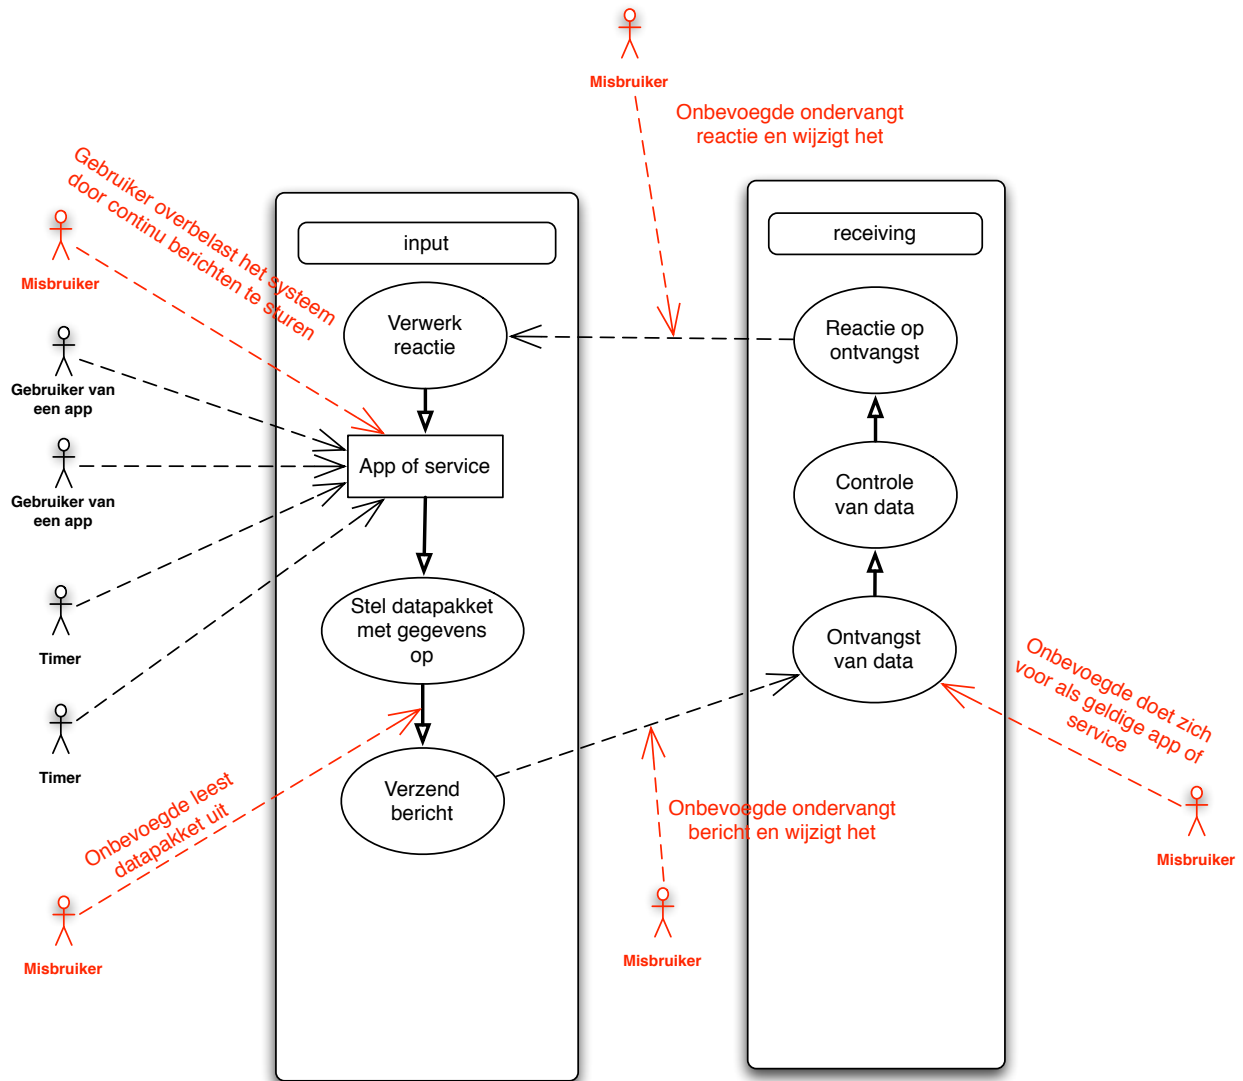 Misbruiker
Onbevoegde ondervangt
reactie en wijzigt het
Gebruiker overbelast het systeem
door continu berichten te
sturen
Misbruiker
input
receiving
Verwerk
reactie
Reactie op
ontvangst
Gebruiker van
een app
App of service
Gebruiker van
een app
Controle
van data
Stel datapakket
met gegevens
op
Timer
Ontvangst
van data
Onbevoegde doet zich
voor als geldige app of
service
Timer
Verzend
bericht
Onbevoegde leest
datapakket uit
Onbevoegde ondervangt
bericht en wijzigt het
Misbruiker
Misbruiker
Misbruiker